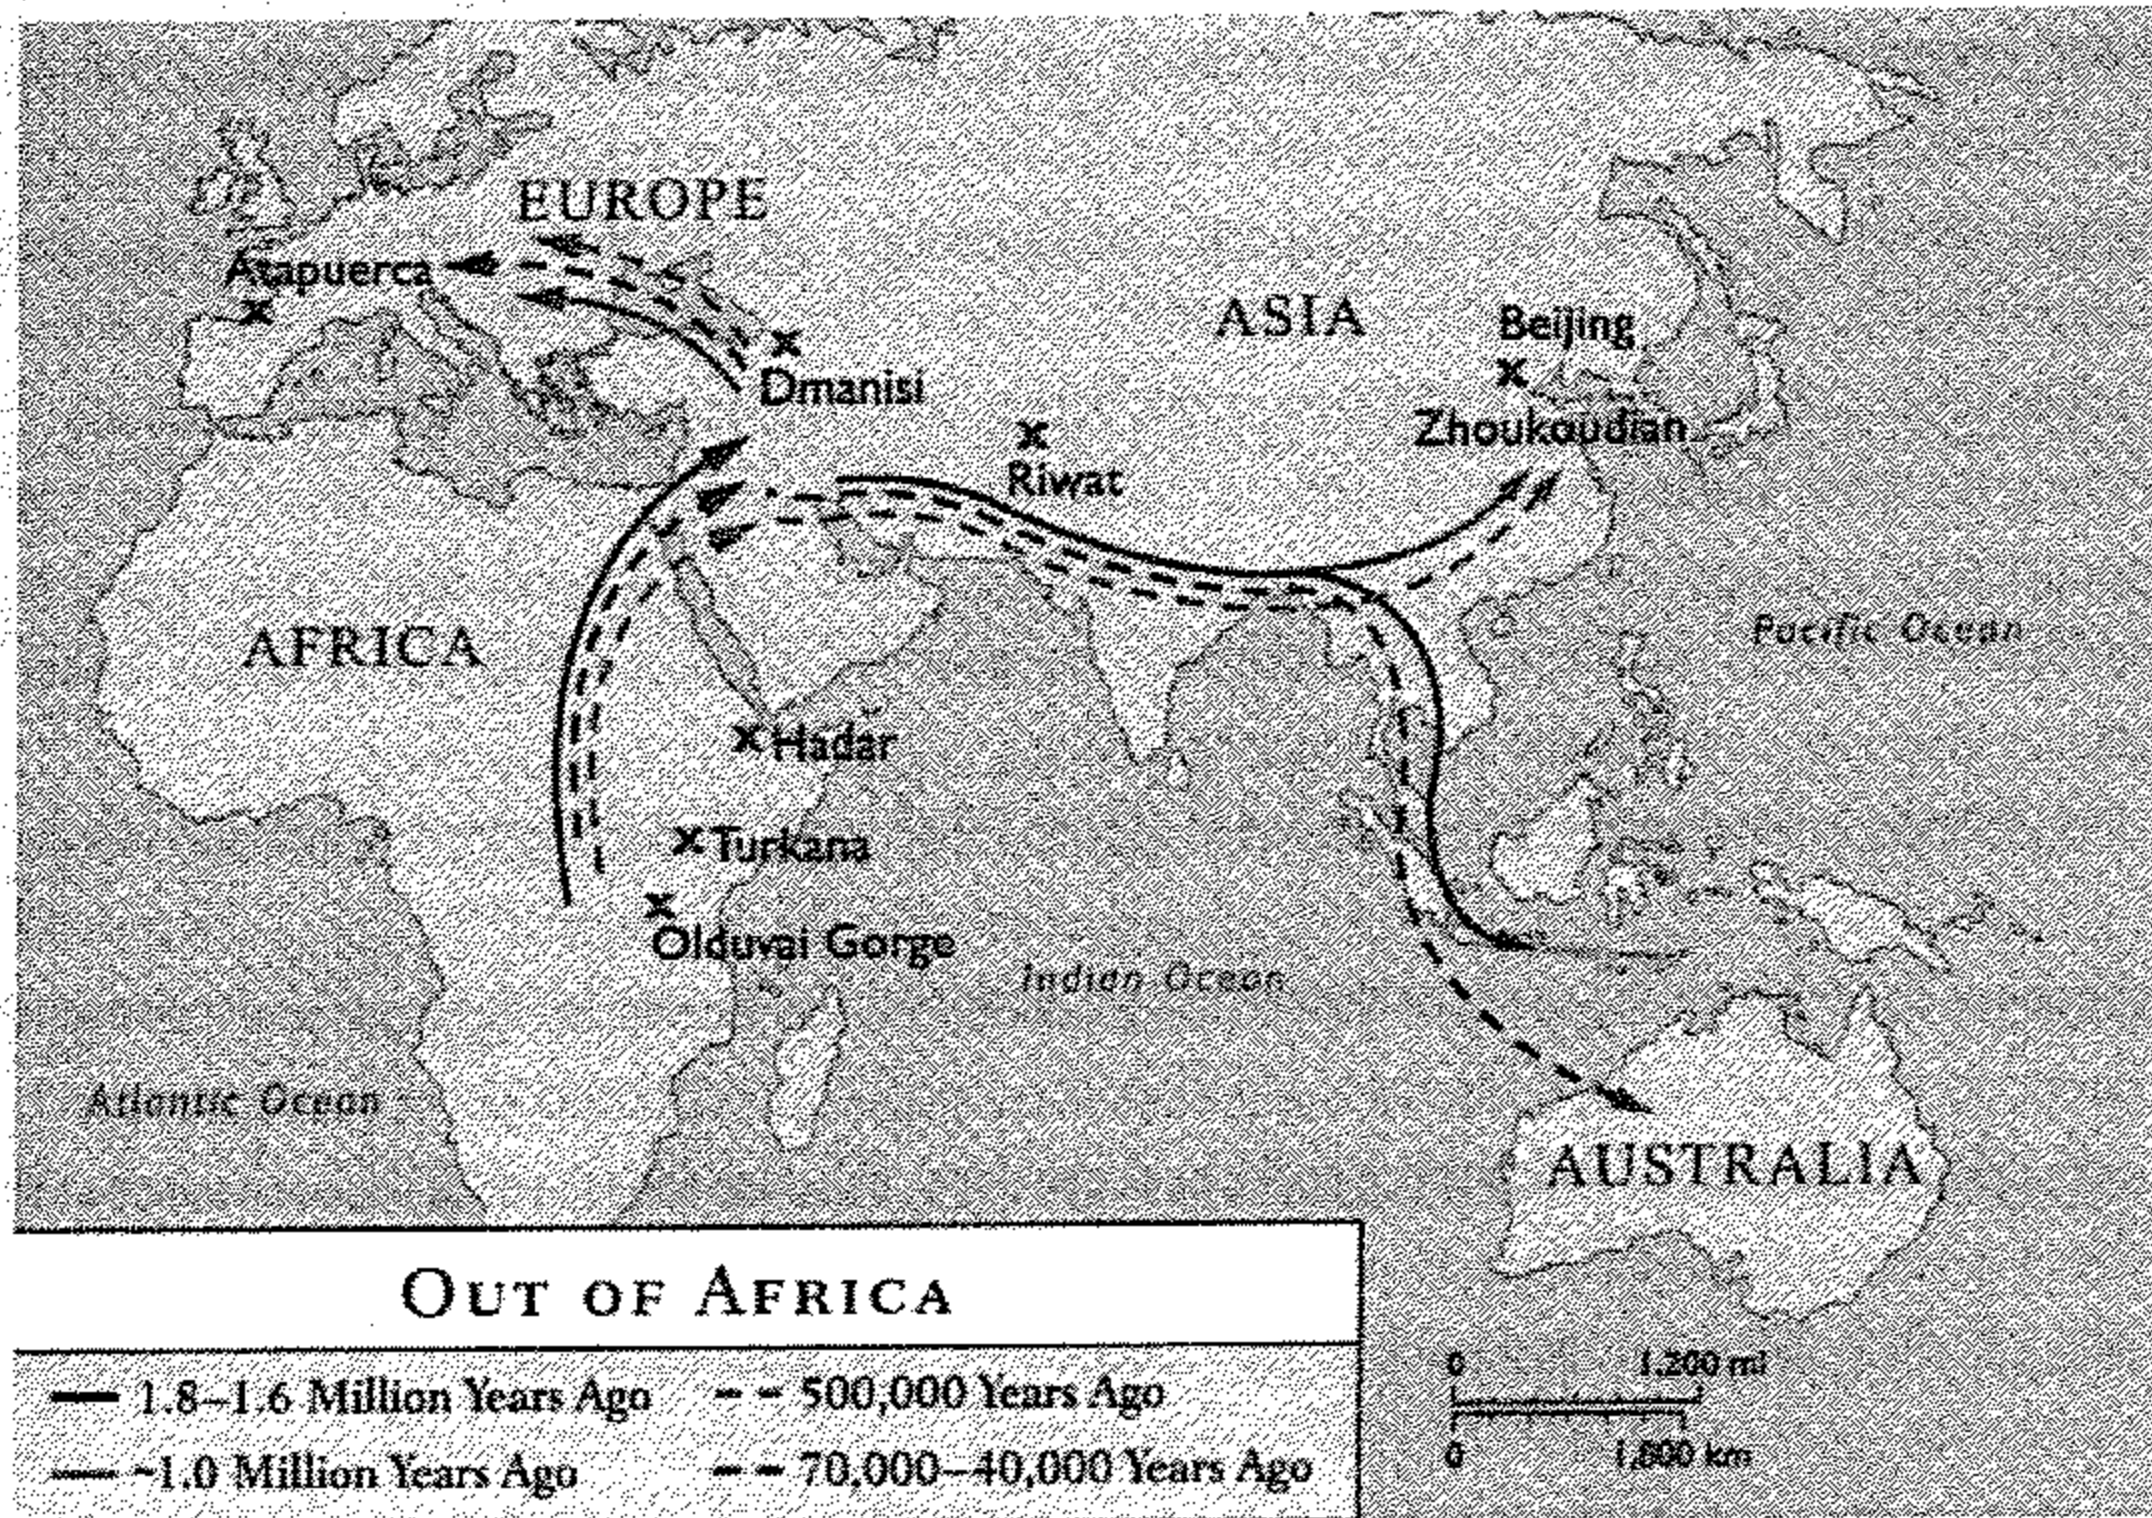 EUROPE
Atapuerca
ASIA
Beijing
Dmanisi
Zhoukoudian
Riwat
AFRICA
Pacific Ocean
Hadar
Turkana
Olduvai Gorge
Indian Ocean
Atlantic Ocean
AUSTRALIA
OUT OF AFRICA
1.8–1.6 Million Years Ago
500,000 Years Ago
~1.0 Million Years Ago
70,000–40,000 Years Ago
0 1,200 mi
0 1,800 km